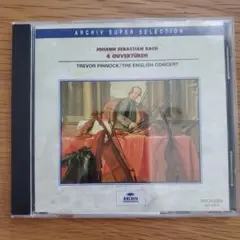 ARCHIV SUPER SELECTION
JOHANN SEBASTIAN BACH
4 OUVERTÜREN
TREVOR PINNOCK/THE ENGLISH CONCERT
ARCHIV